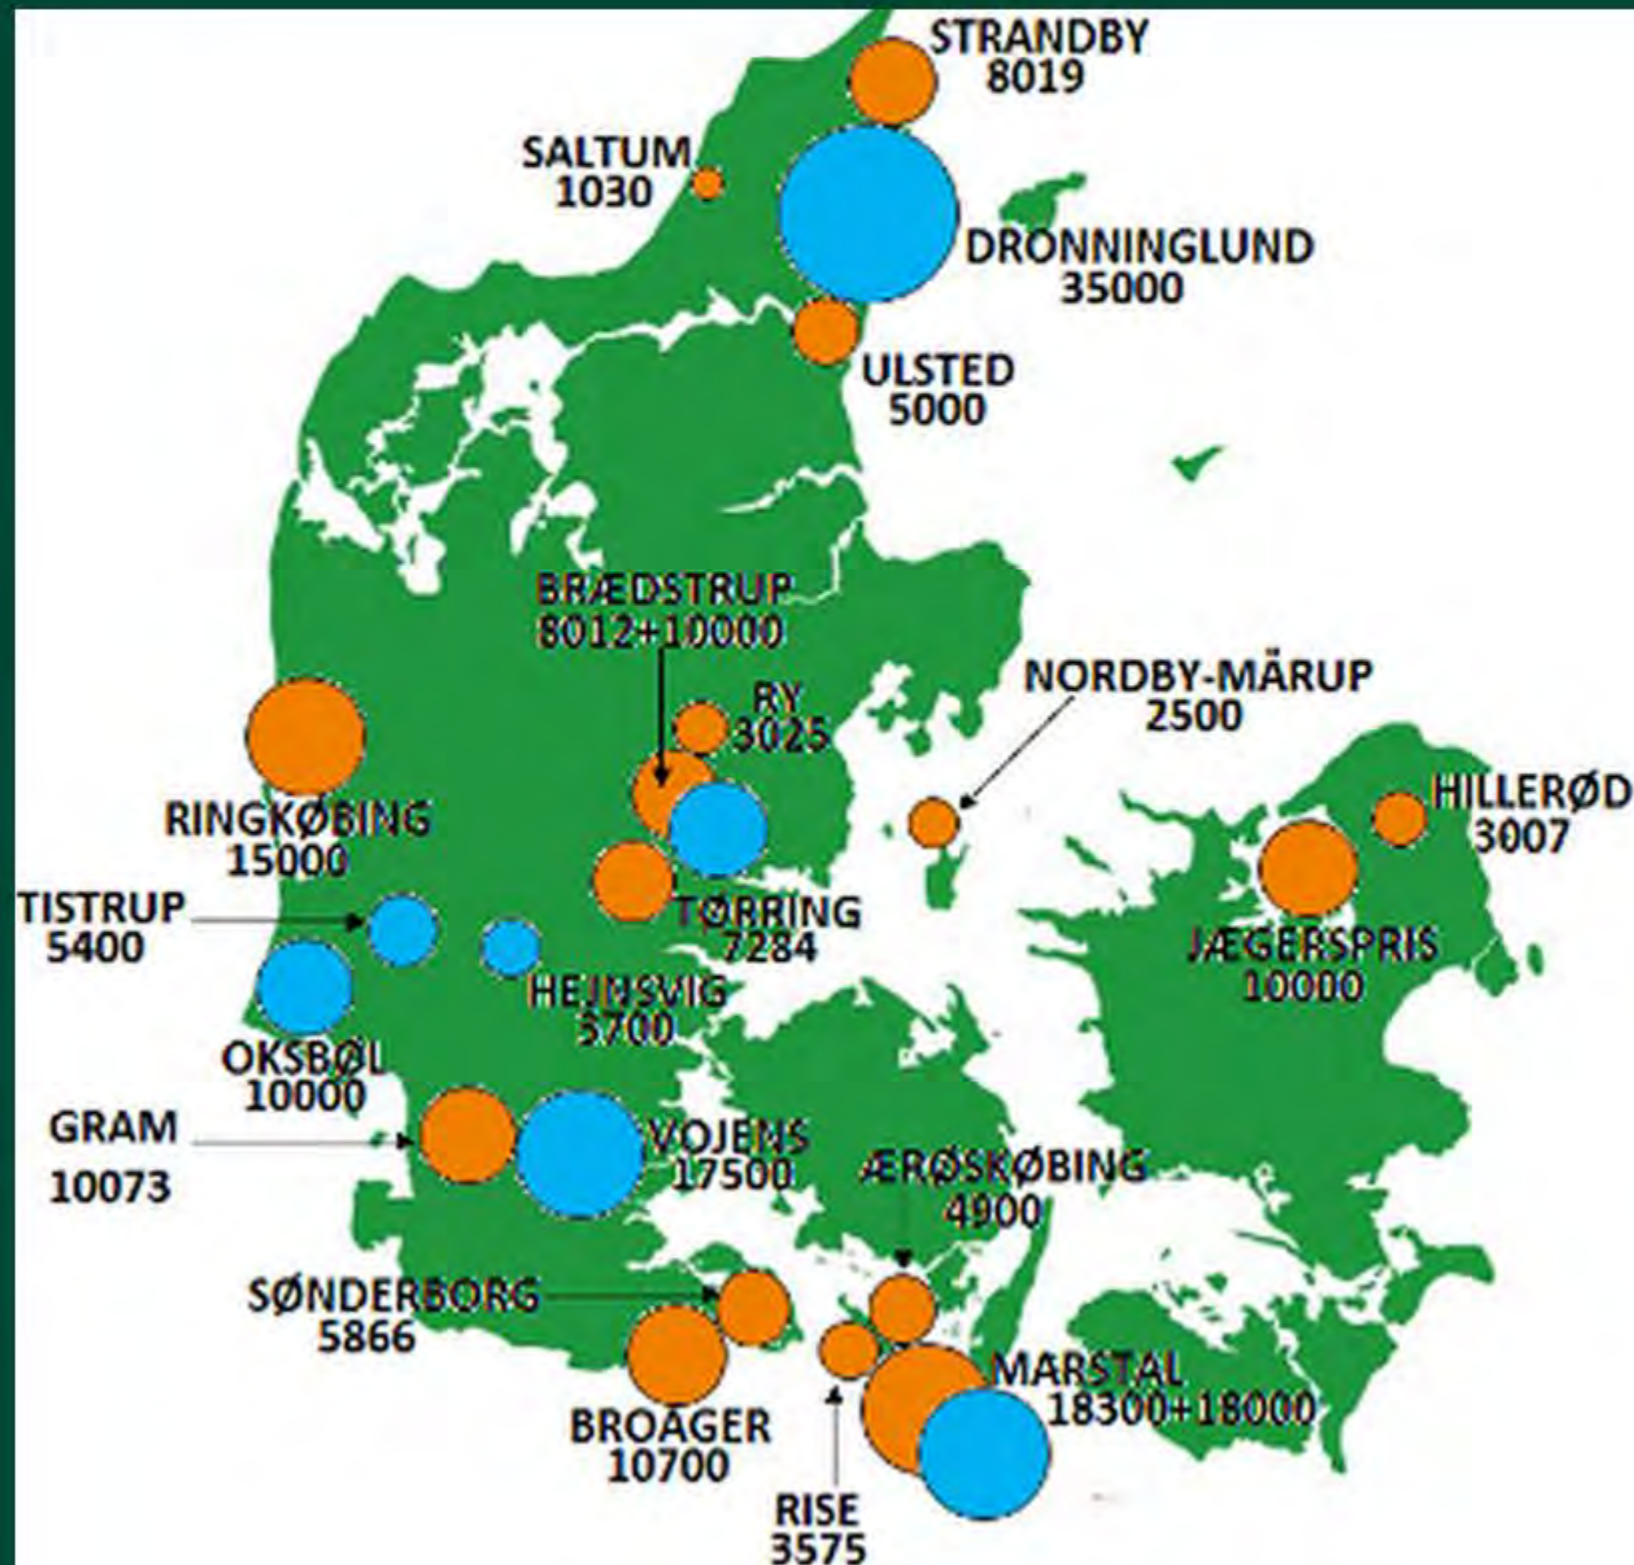 STRANDBY
8019
SALTUM
1030
DRONNINGLUND
35000
ULSTED
5000
BRÆDSTRUP
8012+10000
RY
3025
NORDBY-MÅRUP
2500
HILLERØD
3007
RINGKØBING
15000
TISTRUP
5400
TØRRING
7284
JÆGERSPRIS
10000
HEJNSVIG
3700
OKSBØL
10000
GRAM
10073
VOJENS
17500
ÆRØSKØBING
4900
SØNDERBORG
5866
MARSTAL
18300+18000
BROAGER
10700
RISE
3575